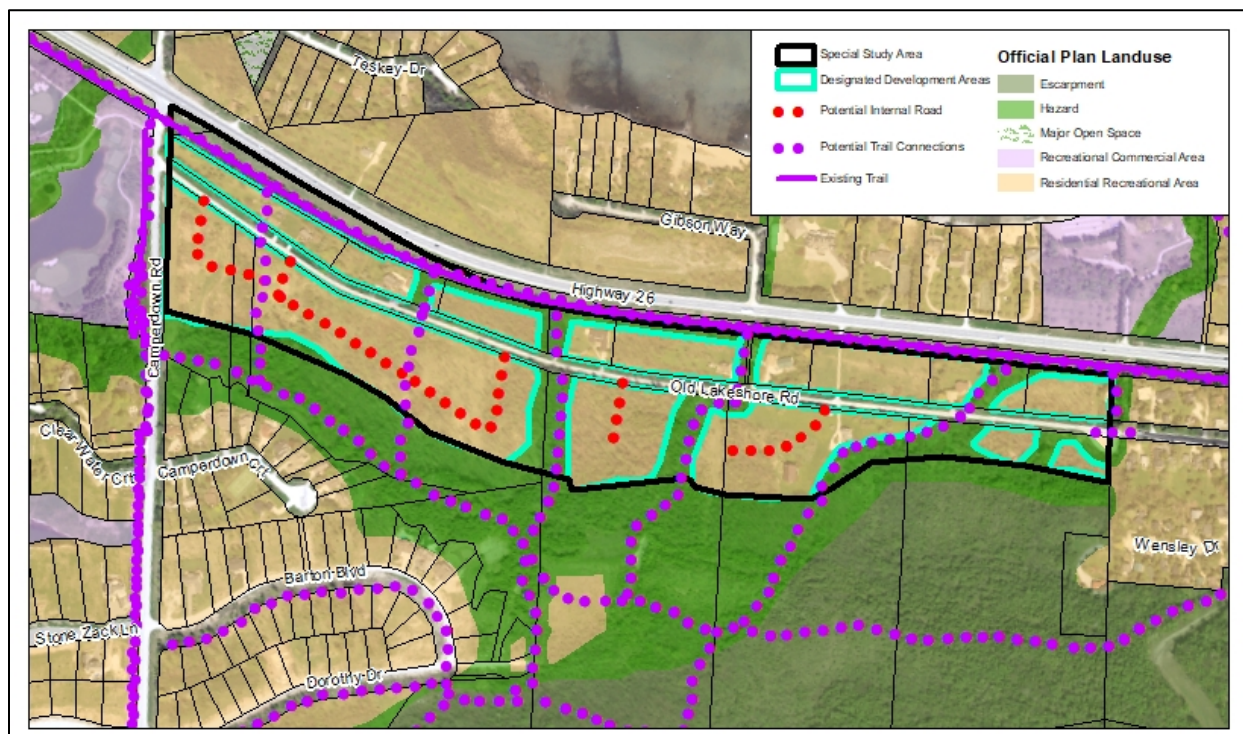 Special Study Area
Designated Development Areas
Potential Internal Road
Potential Trail Connections
Existing Trail
Official Plan Landuse
Escarpment
Hazard
Major Open Space
Recreational Commercial Area
Residential Recreational Area
Teskey Dr
Gibson Way
Highway 26
Camperdown Rd
Old Lakeshore Rd
Clear Water Crt
Camperdown Crt
Wensley Dr
Barton Blvd
Stone Zack Ln
Dorothy Dr